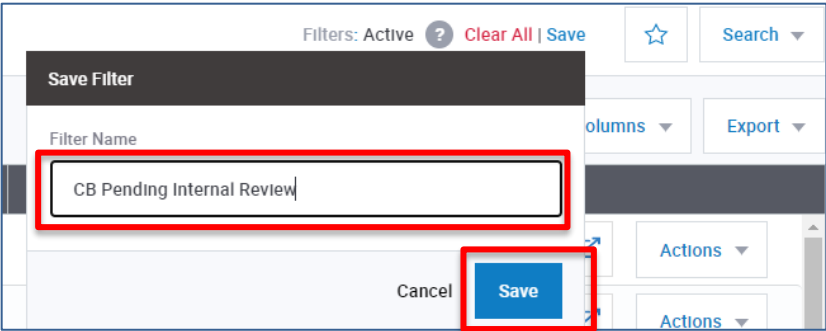 Filters: Active ? Clear All | Save
Search
Save Filter
Filter Name
olumns
Export
CB Pending Internal Review
Actions
Cancel
Save
Actions